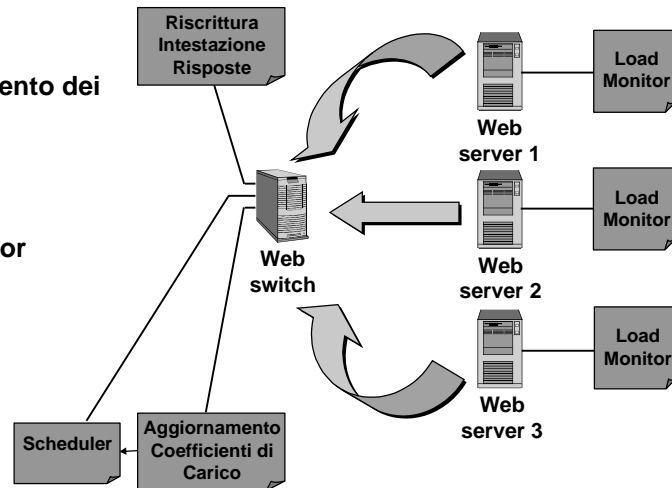 Riscrittura
Intestazione
Risposte
ento dei
or
Load
Monitor
Web
server 1
Load
Monitor
Web
switch
Web
server 2
Load
Monitor
Web
server 3
Scheduler
Aggiornamento
Coefficienti di
Carico